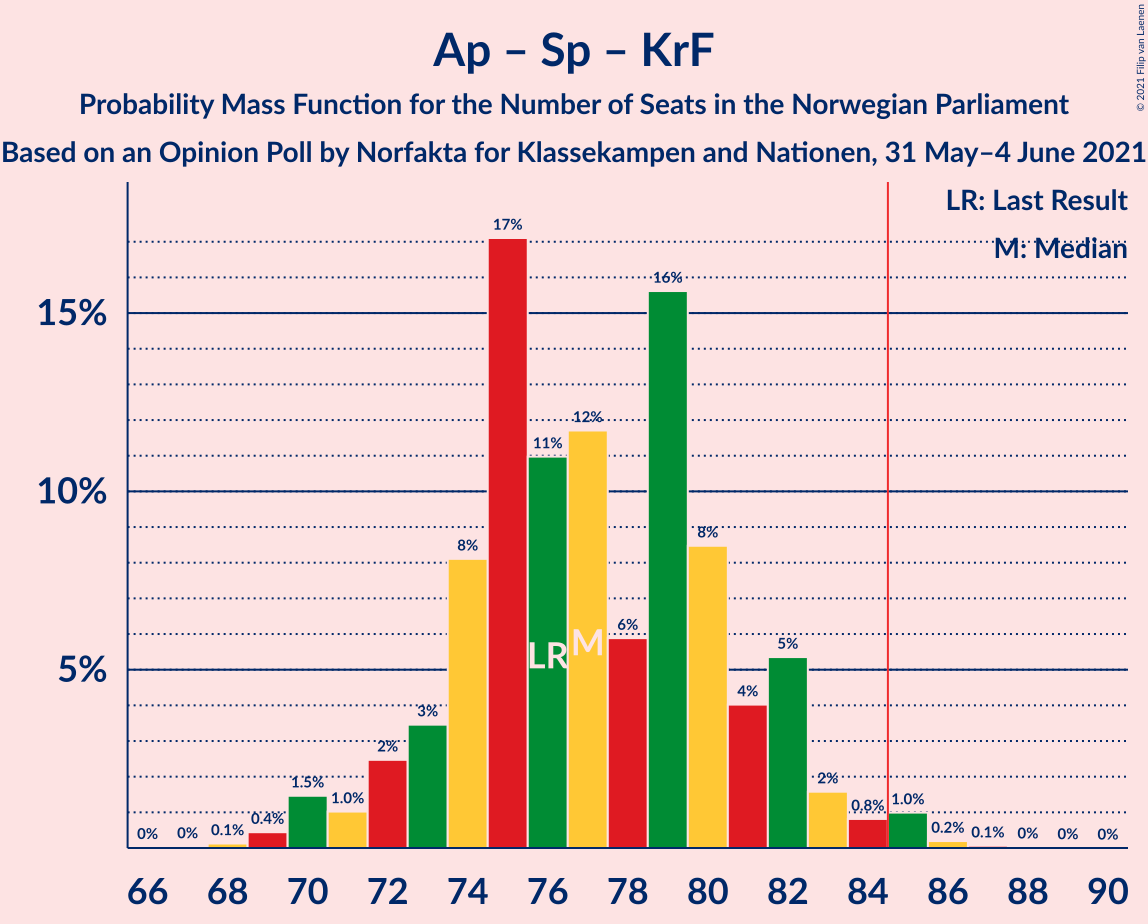 Ap – Sp – KrF
Probability Mass Function for the Number of Seats in the Norwegian Parliament
Based on an Opinion Poll by Norfakta for Klassekampen and Nationen, 31 May–4 June 2021
© 2021 Filip van Laenen
LR: Last Result
M: Median
15%
10%
5%
0% 0% 0.1% 0.4% 1.5% 1.0% 2% 3% 8% 17% 11% 12% 6% 16% 8% 4% 5% 2% 0.8% 1.0% 0.2% 0.1% 0% 0% 0%
LR M
66 68 70 72 74 76 78 80 82 84 86 88 90